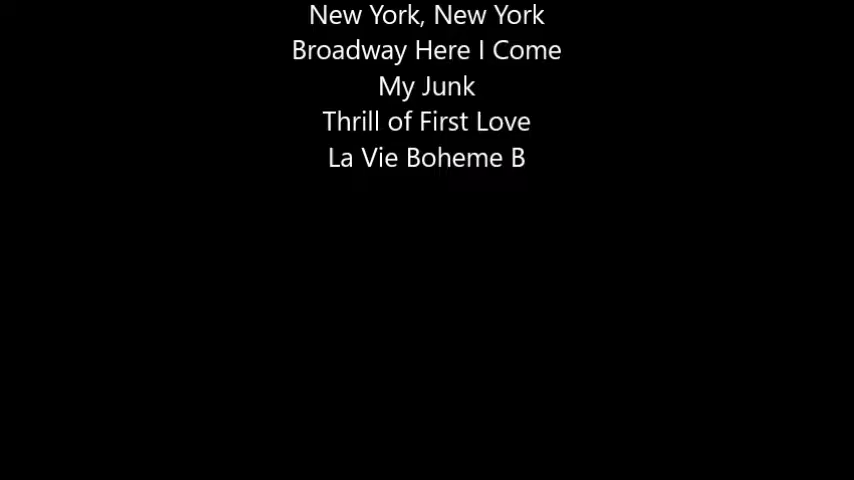 New York, New York
Broadway Here I Come
My Junk
Thrill of First Love
La Vie Boheme B